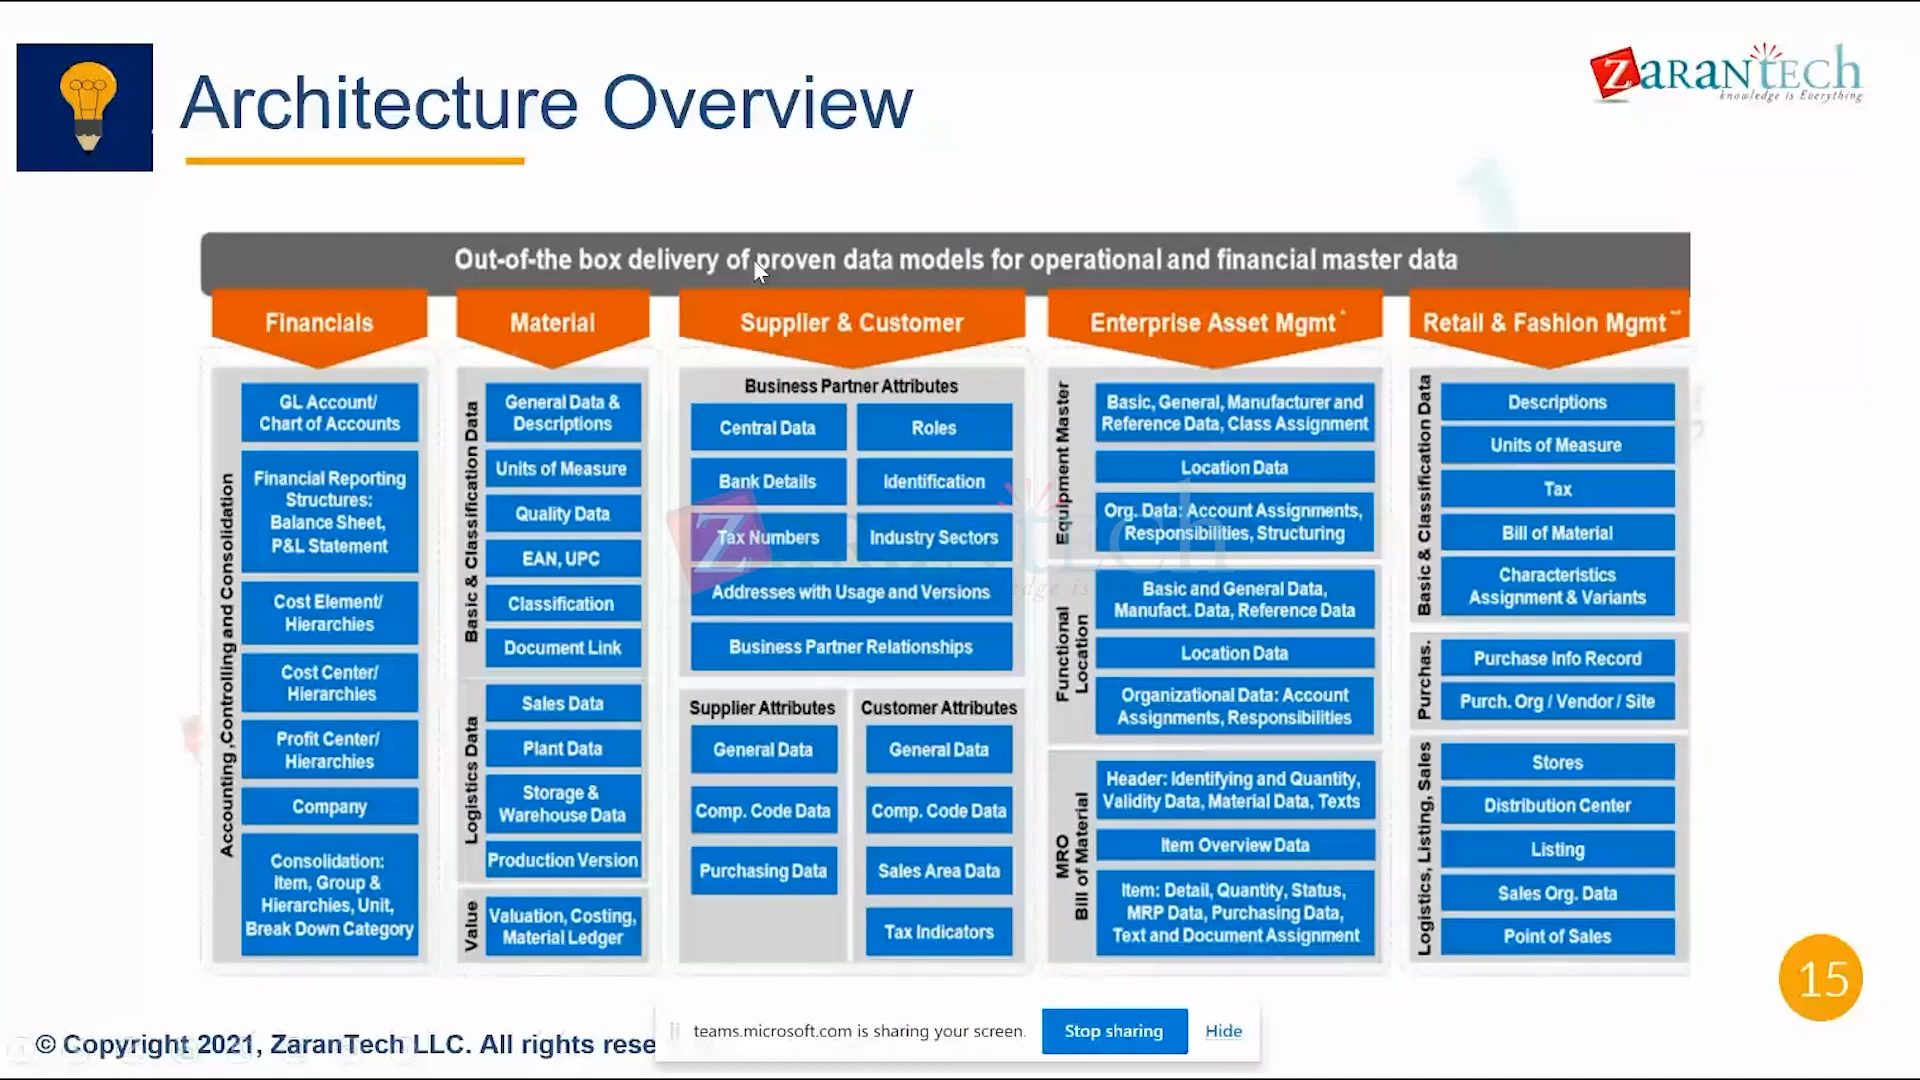 Architecture Overview
ZARANTECH
knowledge is Everything
Out-of-the box delivery of proven data models for operational and financial master data
Financials
Accounting ,Controlling and Consolidation
GL Account/
Chart of Accounts
Financial Reporting
Structures:
Balance Sheet,
P&L Statement
Cost Element/
Hierarchies
Cost Center/
Hierarchies
Profit Center/
Hierarchies
Company
Consolidation:
Item, Group &
Hierarchies, Unit,
Break Down Category
Material
Basic & Classification Data
General Data &
Descriptions
Units of Measure
Quality Data
EAN, UPC
Classification
Document Link
Logistics Data
Sales Data
Plant Data
Storage &
Warehouse Data
Production Version
Value
Valuation, Costing,
Material Ledger
Supplier & Customer
Business Partner Attributes
Central Data
Roles
Bank Details
Identification
Tax Numbers
Industry Sectors
Addresses with Usage and Versions
Business Partner Relationships
Supplier Attributes
General Data
Comp. Code Data
Purchasing Data
Customer Attributes
General Data
Comp. Code Data
Sales Area Data
Tax Indicators
Enterprise Asset Mgmt *
Equipment Master
Basic, General, Manufacturer and
Reference Data, Class Assignment
Location Data
Org. Data: Account Assignments,
Responsibilities, Structuring
Functional
Location
Basic and General Data,
Manufact. Data, Reference Data
Location Data
Organizational Data: Account
Assignments, Responsibilities
MRO
Bill of Material
Header: Identifying and Quantity,
Validity Data, Material Data, Texts
Item Overview Data
Item: Detail, Quantity, Status,
MRP Data, Purchasing Data,
Text and Document Assignment
Retail & Fashion Mgmt **
Basic & Classification Data
Descriptions
Units of Measure
Tax
Bill of Material
Characteristics
Assignment & Variants
Purchas.
Purchase Info Record
Purch. Org / Vendor / Site
Logistics, Listing, Sales
Stores
Distribution Center
Listing
Sales Org. Data
Point of Sales
15
© Copyright 2021, ZaranTech LLC. All rights rese
teams.microsoft.com is sharing your screen.
Stop sharing
Hide